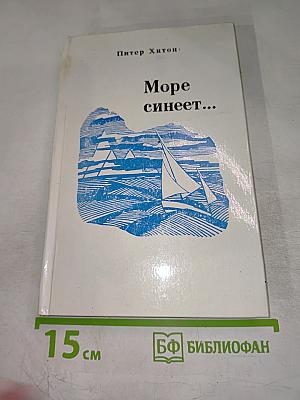 Питер Хитон
Море
синеет...
15 см
БФ БИБЛИОФАН